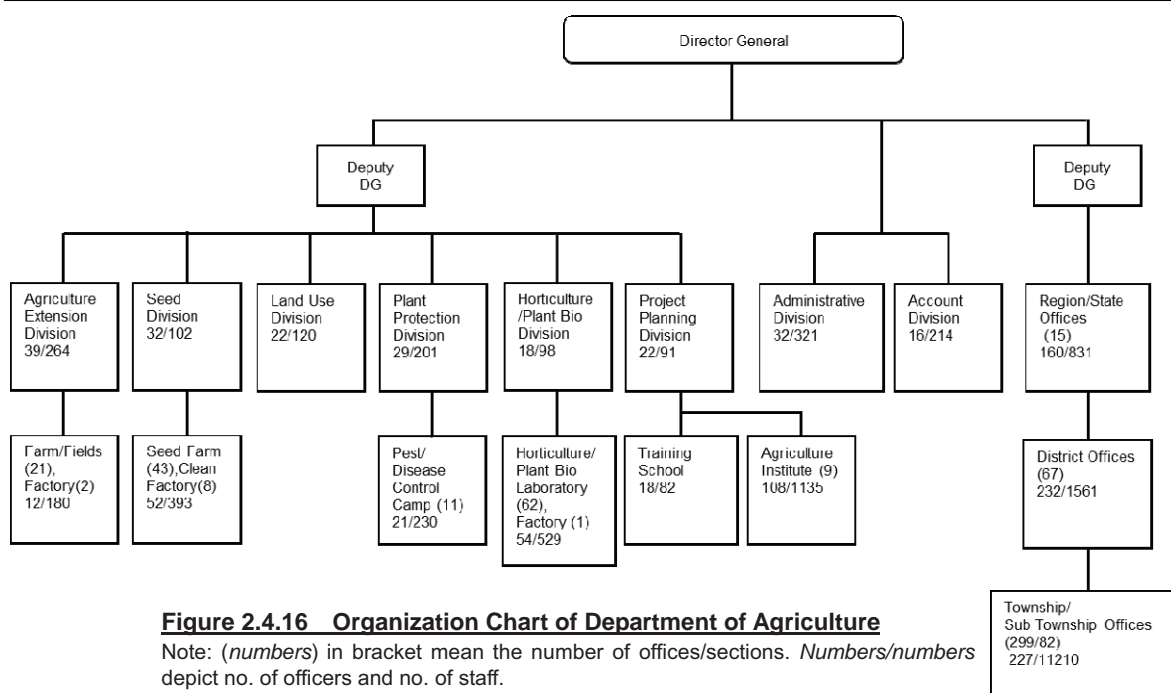 Director General
Deputy
DG
Deputy
DG
Agriculture
Extension
Division
39/264
Seed
Division
32/102
Land Use
Division
22/120
Plant
Protection
Division
29/201
Horticulture
/Plant Bio
Division
18/98
Project
Planning
Division
22/91
Administrative
Division
32/321
Account
Division
16/214
Region/State
Offices
(15)
160/831
Farm/Fields
(21),
Factory(2)
12/180
Seed Farm
(43),Clean
Factory(8)
52/393
Pest/
Disease
Control
Camp (11)
21/230
Horticulture/
Plant Bio
Laboratory
(62),
Factory (1)
54/529
Training
School
18/82
Agriculture
Institute (9)
108/1135
District Offices
(67)
232/1561
Township/
Sub Township Offices
(299/82)
227/11210
Figure 2.4.16 Organization Chart of Department of Agriculture
Note: (numbers) in bracket mean the number of offices/sections. Numbers/numbers
depict no. of officers and no. of staff.